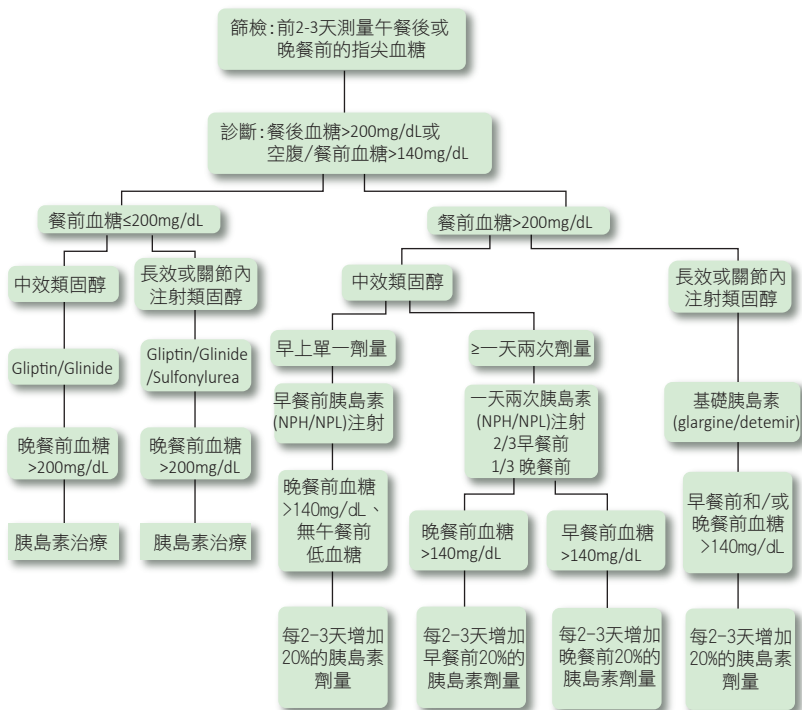 篩檢:前2-3天測量午餐後或
晚餐前的指尖血糖
診斷:餐後血糖>200mg/dL或
空腹/餐前血糖>140mg/dL
餐前血糖≤200mg/dL
餐前血糖>200mg/dL
中效類固醇
長效或關節內
注射類固醇
中效類固醇
長效或關節內
注射類固醇
Gliptin/Glinide
Gliptin/Glinide
/Sulfonylurea
早上單一劑量
≥一天兩次劑量
早餐前胰島素
(NPH/NPL)注射
一天兩次胰島素
(NPH/NPL)注射
2/3早餐前
1/3 晚餐前
基礎胰島素
(glargine/detemir)
晚餐前血糖
>200mg/dL
晚餐前血糖
>200mg/dL
晚餐前血糖
>140mg/dL、
無午餐前
低血糖
晚餐前血糖
>140mg/dL
早餐前血糖
>140mg/dL
早餐前和/或
晚餐前血糖
>140mg/dL
胰島素治療
胰島素治療
每2-3天增加
20%的胰島素
劑量
每2-3天增加
早餐前20%的
胰島素劑量
每2-3天增加
晚餐前20%的
胰島素劑量
每2-3天增加
20%的胰島素
劑量